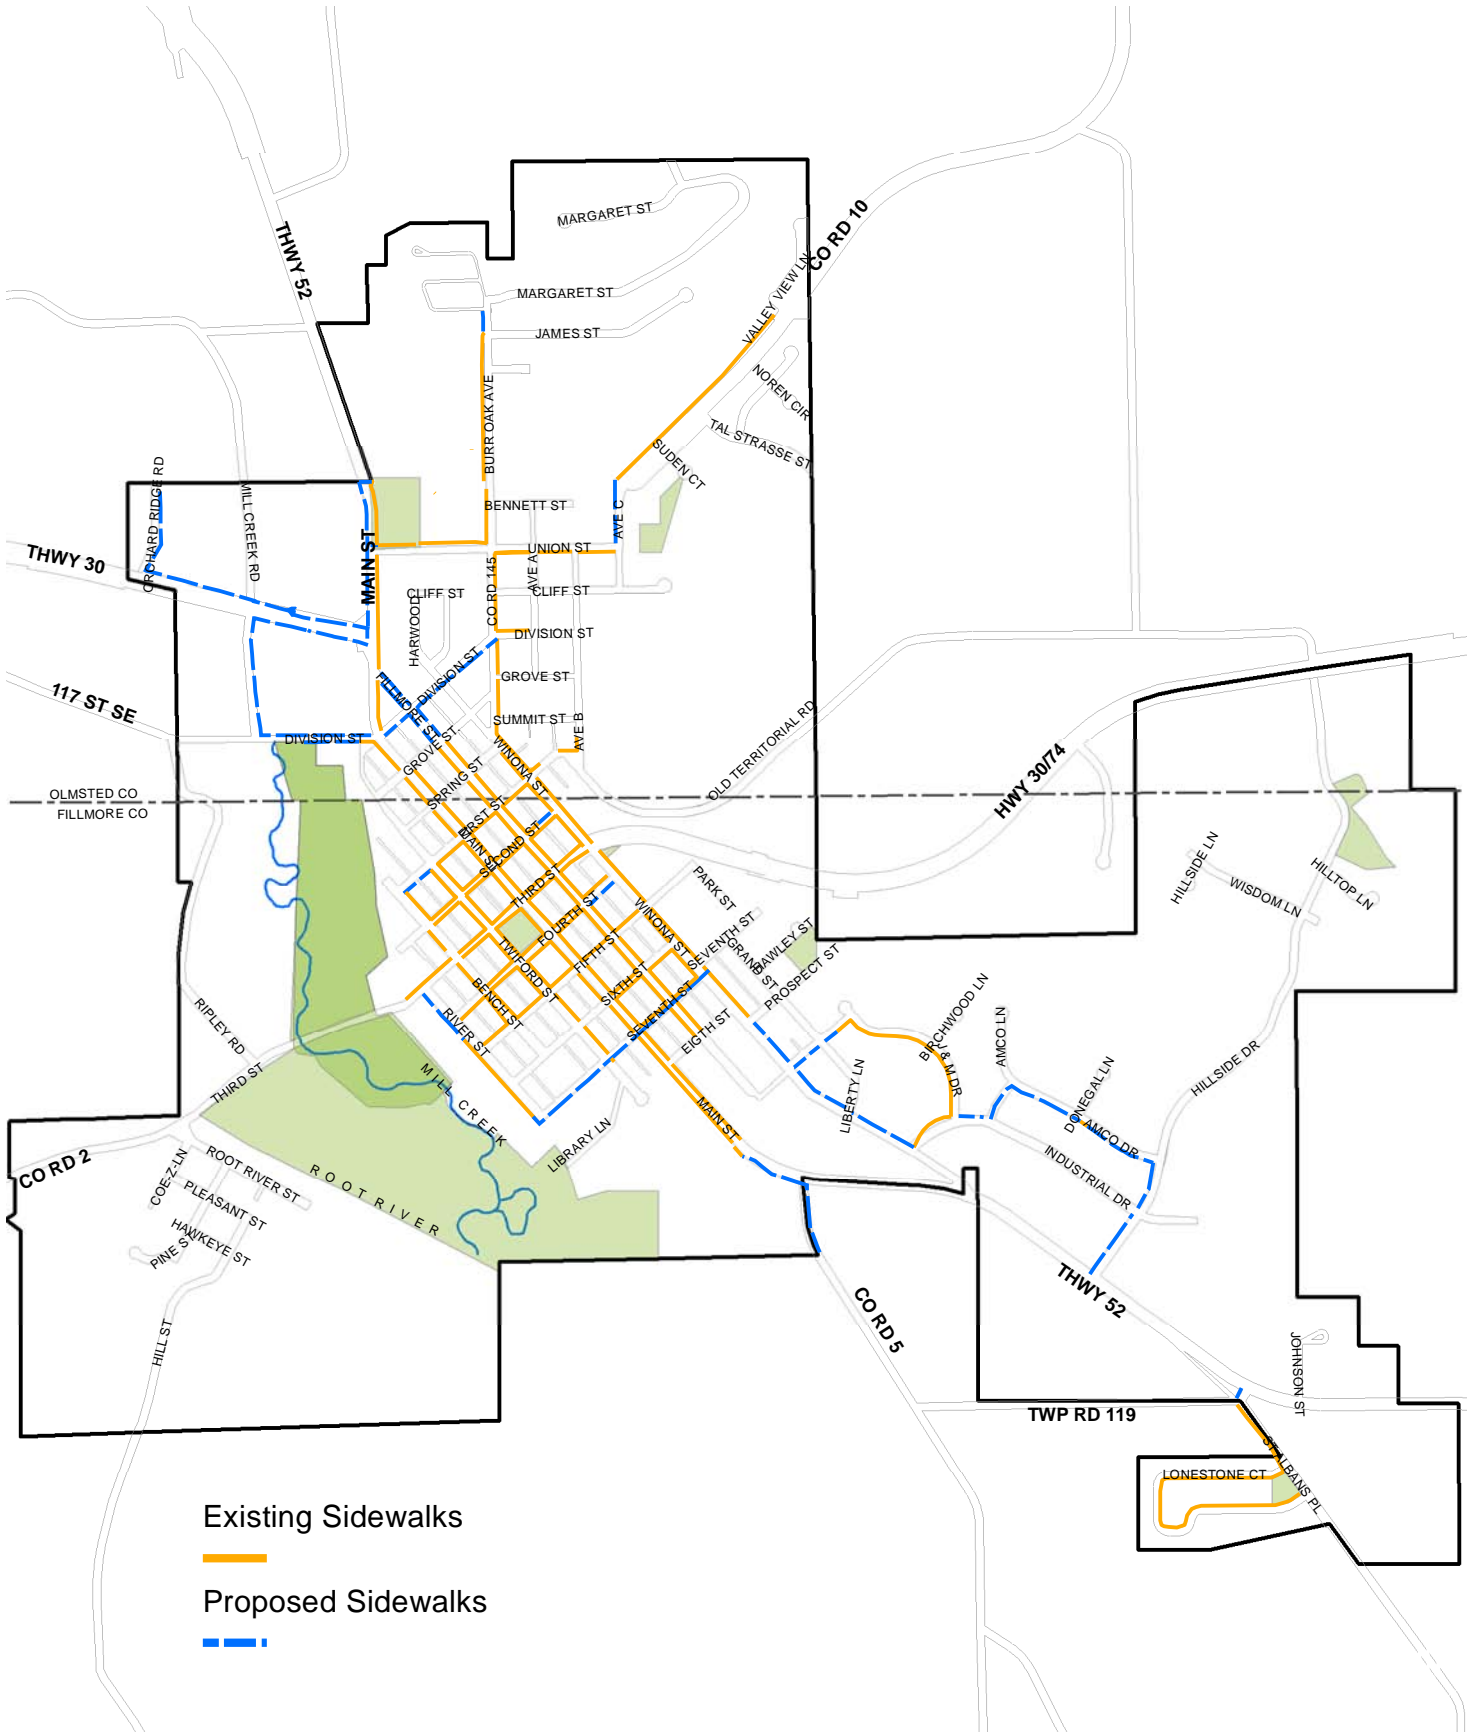 MARGARET ST
CO RD 10
THWY 52
VALLEY VIEW LN
MARGARET ST
JAMES ST
NOREN CIR
BURR OAK AVE
TAL STRASSE ST
SUDEN CT
ORCHARD RIDGE RD
MILL CREEK RD
BENNETT ST
AVE C
MAIN ST
UNION ST
THWY 30
AVE A
CO RD 145
CLIFF ST
CLIFF ST
HARWOOD
DIVISION ST
DIVISION ST
GROVE ST
FILLMORE ST
117 ST SE
SUMMIT ST
AVE B
DIVISION ST
GROVE ST
WINONA ST
OLD TERRITORIAL RD
HWY 30/74
SPRING ST
OLMSTED CO
FILLMORE CO
FIRST ST
MAIN ST
SECOND ST
THIRD ST
HILLSIDE LN
WISDOM LN
HILLTOP LN
PARK ST
FOURTH ST
WINONA ST
SEVENTH ST
GRAND ST
HAWLEY ST
PROSPECT ST
TWIFORD ST
FIFTH ST
SIXTH ST
BENCH ST
SEVENTH ST
EIGTH ST
RIVER ST
RIPLEY RD
THIRD ST
BIRCHWOOD LN
J & M DR
AMCO LN
LIBERTY LN
DONEGAL LN
AMCO DR
HILLSIDE DR
INDUSTRIAL DR
MILL CREEK
MAIN ST
LIBRARY LN
CO RD 2
COE-Z-LN
ROOT RIVER ST
PLEASANT ST
HAWKEYE ST
PINE ST
ROOT RIVER
HILL ST
CO RD 5
THWY 52
JOHNSON ST
TWP RD 119
ST ALBANS PL
LONESTONE CT
Existing Sidewalks
Proposed Sidewalks